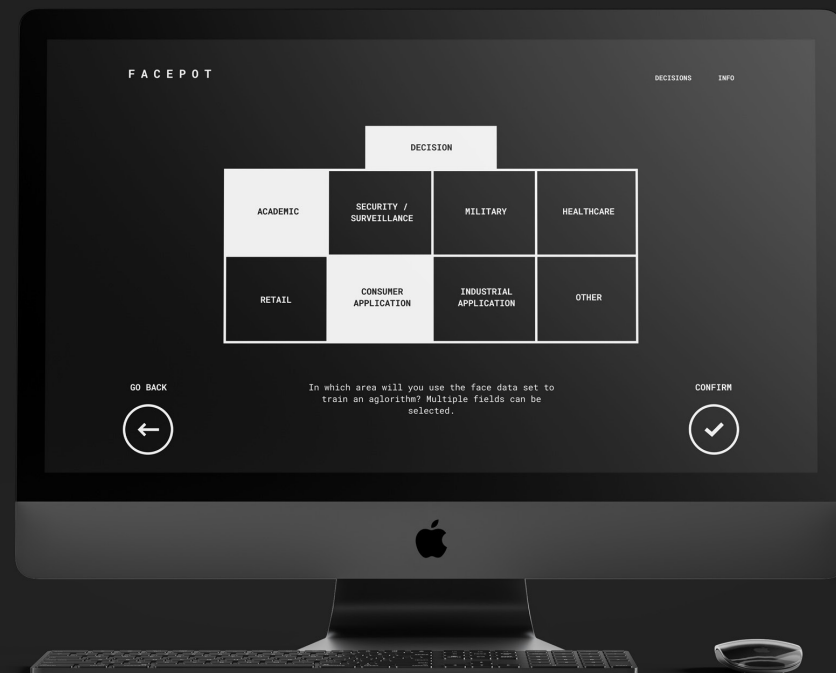 FACEPOT
DECISIONS
INFO
DECISION
ACADEMIC
SECURITY /
SURVEILLANCE
MILITARY
HEALTHCARE
RETAIL
CONSUMER
APPLICATION
INDUSTRIAL
APPLICATION
OTHER
GO BACK
In which area will you use the face data set to
train an aglorithm? Multiple fields can be
selected.
CONFIRM